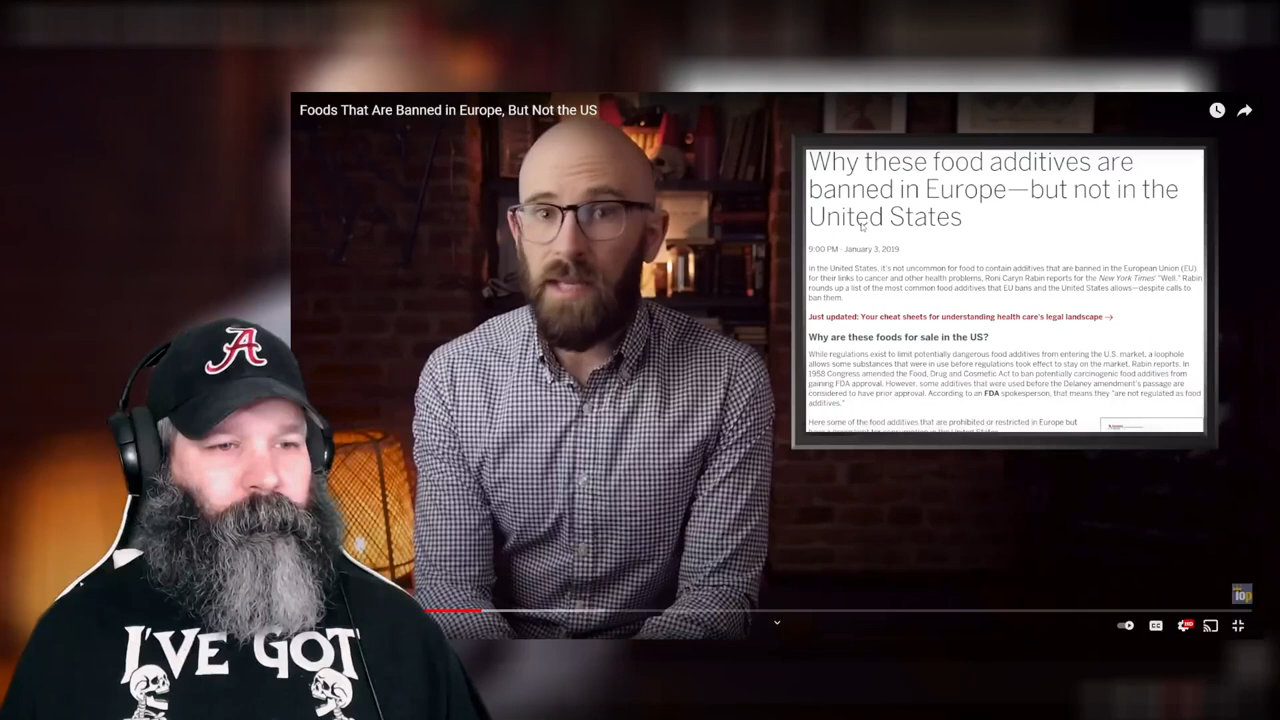 Foods That Are Banned in Europe, But Not the US
Why these food additives are
banned in Europe—but not in the
United States
9:00 PM - January 3, 2019
In the United States, it's not uncommon for food to contain additives that are banned in the European Union (EU)
for their links to cancer and other health problems, Roni Caryn Rabin reports for the New York Times' "Well." Rabin
rounds up a list of the most common food additives that EU bans and the United States allows—despite calls to
ban them.
Just updated: Your cheat sheets for understanding health care's legal landscape →
Why are these foods for sale in the US?
While regulations exist to limit potentially dangerous food additives from entering the U.S. market, a loophole
allows some substances that were in use before regulations took effect to stay on the market, Rabin reports. In
1958 Congress amended the Food, Drug and Cosmetic Act to ban potentially carcinogenic food additives from
gaining FDA approval. However, some additives that were used before the Delaney amendment's passage are
considered to have prior approval. According to an FDA spokesperson, that means they "are not regulated as food
additives."
Here some of the food additives that are prohibited or restricted in Europe but
A
I'VE GOT
CC
HD
10p